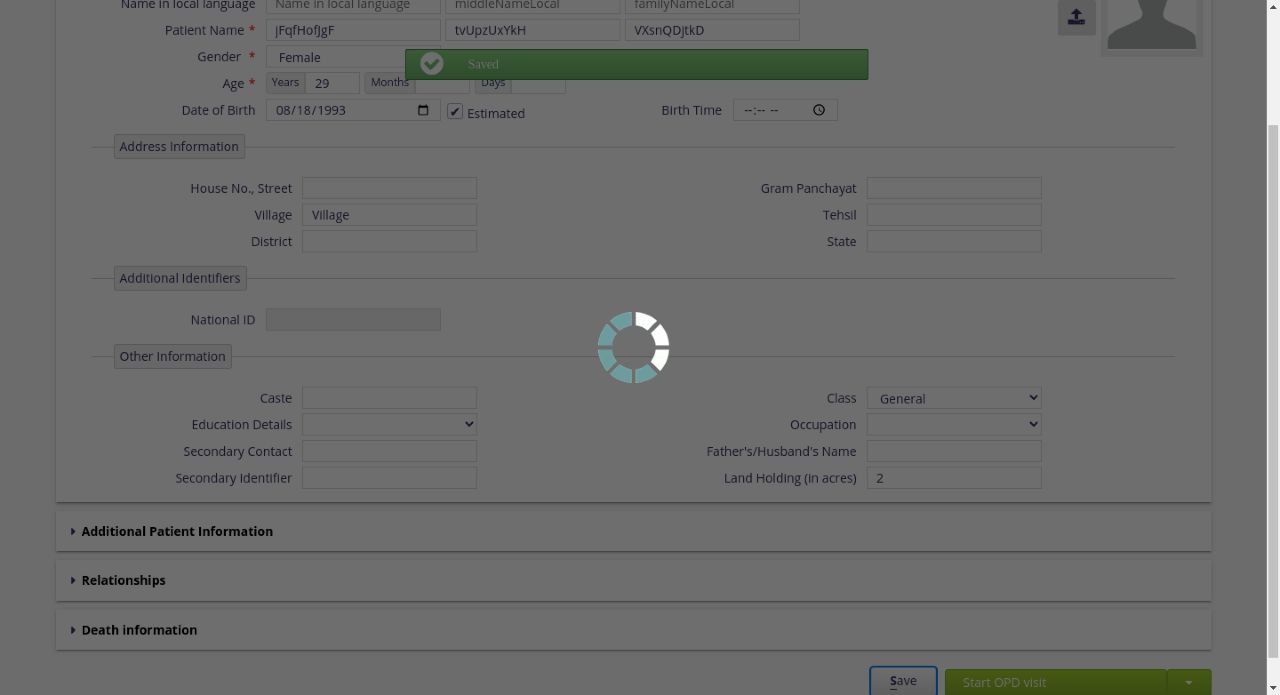 Name in local language Name in local language middleNameLocal familyNameLocal
Patient Name * jFqfHofJgF tvUpzUxYkH VXsnQDJtkD
Gender * Female
Saved
Age * Years 29 Months Days
Date of Birth 08/18/1993 Estimated Birth Time --:-- --
Address Information
House No., Street Gram Panchayat
Village Village Tehsil
District State
Additional Identifiers
National ID
Other Information
Caste Class General
Education Details Occupation
Secondary Contact Father's/Husband's Name
Secondary Identifier Land Holding (in acres) 2
Additional Patient Information
Relationships
Death information
Save Start OPD visit